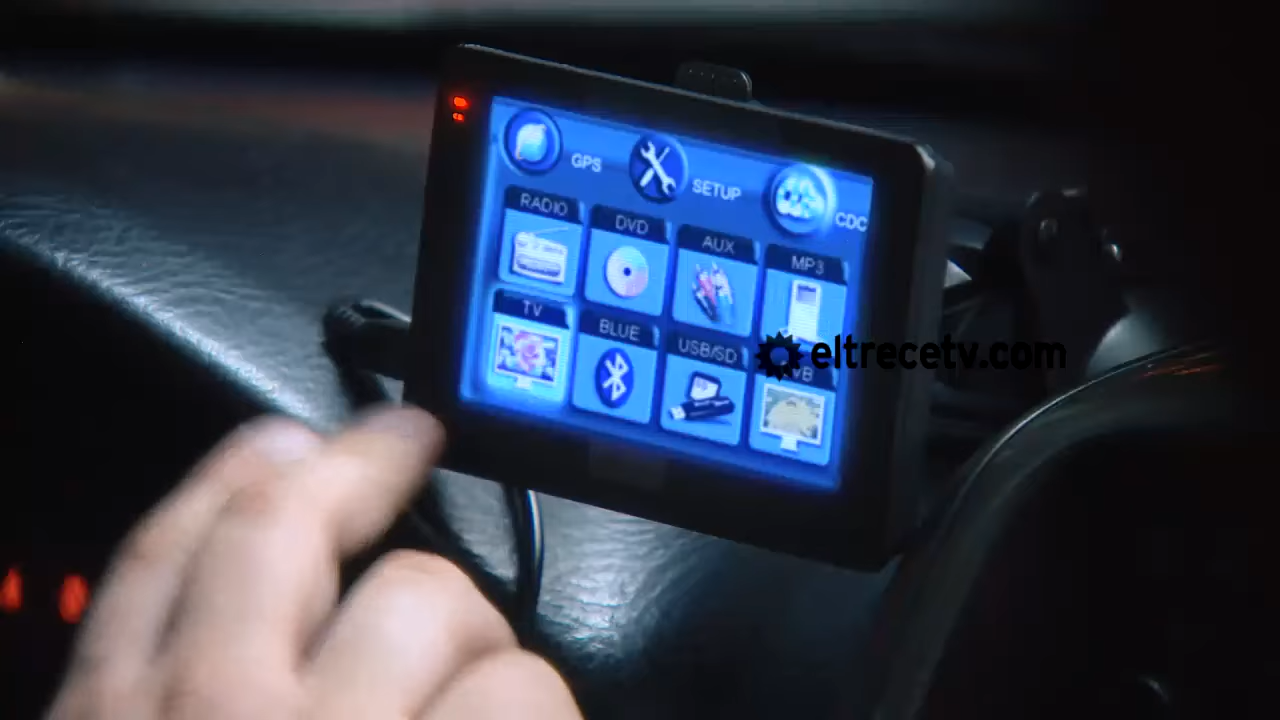 GPS
SETUP
CDC
RADIO
DVD
AUX
MP3
TV
BLUE
USB/SD
eltrecetv.com